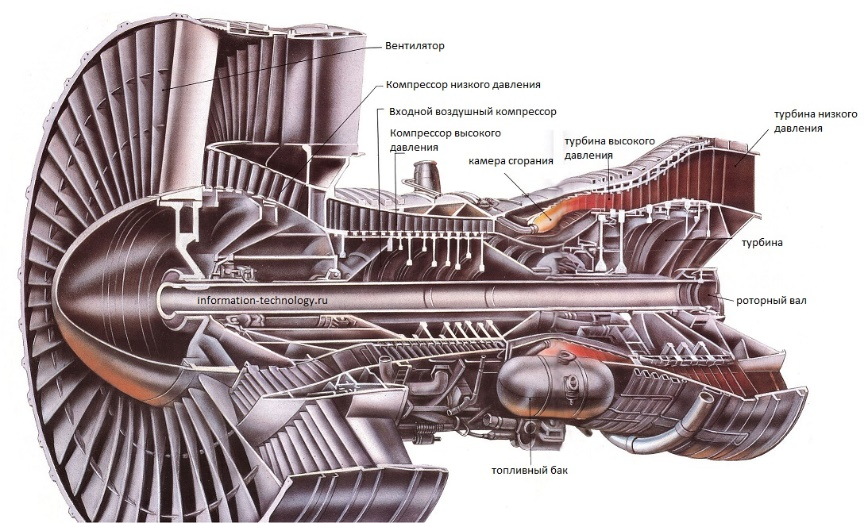 Вентилятор
Компрессор низкого давления
Входной воздушный компрессор
Компрессор высокого
давления
камера сгорания
турбина высокого
давления
турбина низкого
давления
турбина
роторный вал
information-technology.ru
топливный бак